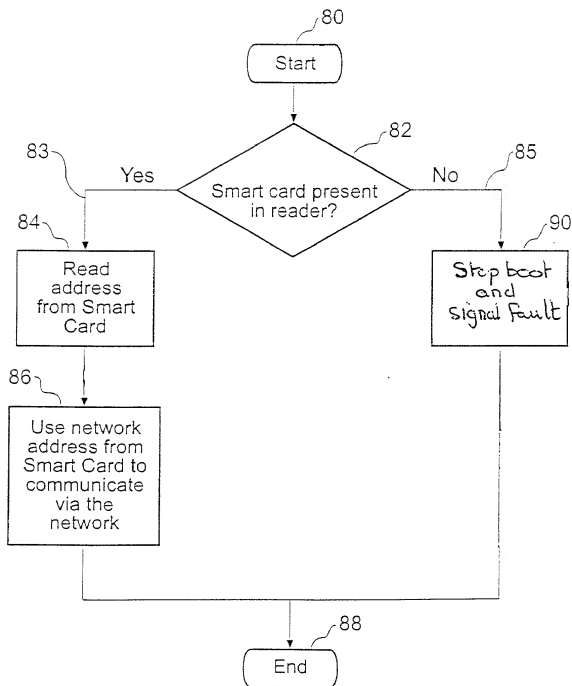 80
Start
82
83
85
Yes
No
Smart card present
in reader?
84
Read
address
from Smart
Card
90
Stop boot
and
signal fault
86
Use network
address from
Smart Card to
communicate
via the
network
88
End